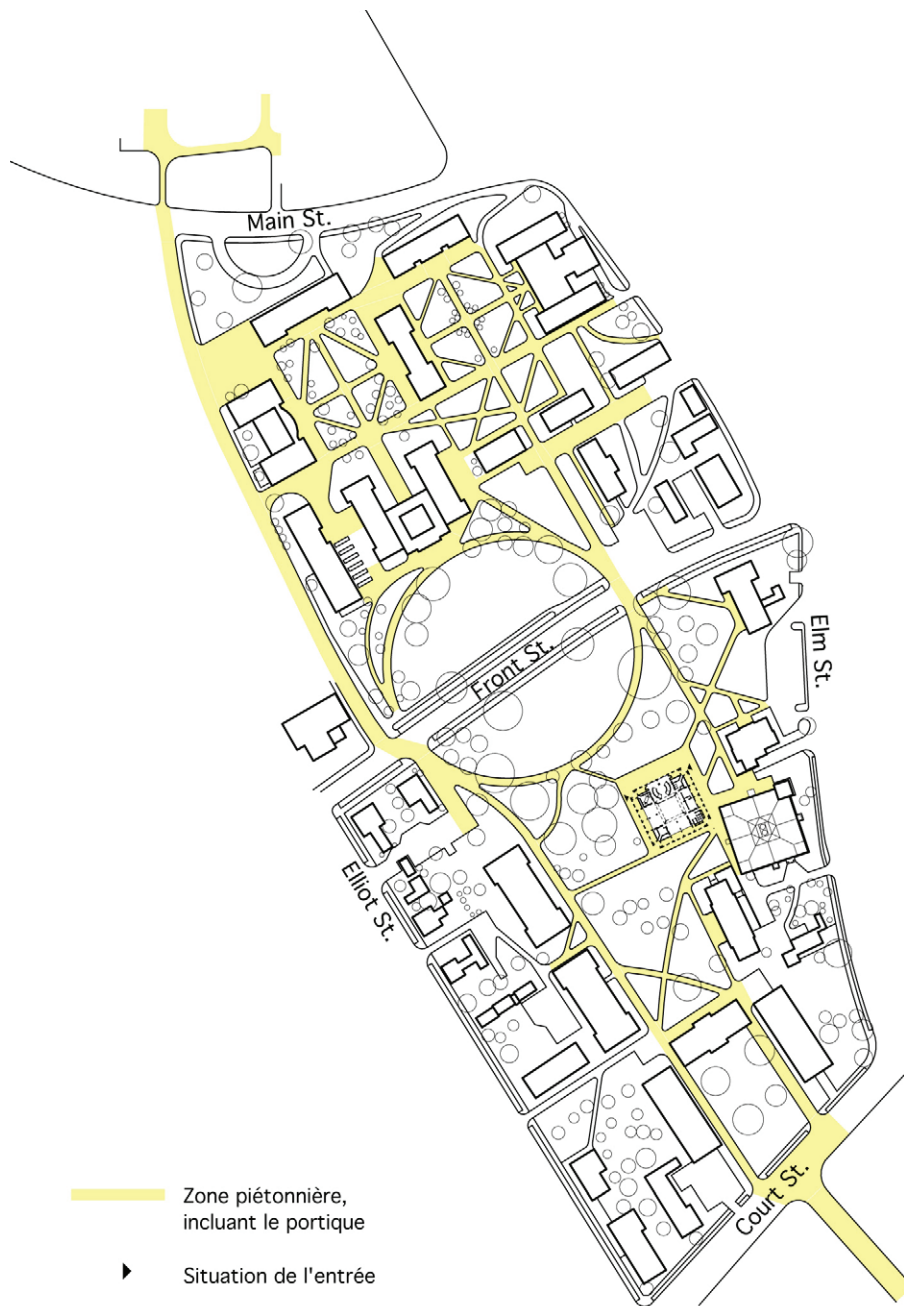 Main St.
Front St.
Elm St.
Elliot St.
Court St.
Zone piétonnière,
incluant le portique
Situation de l'entrée